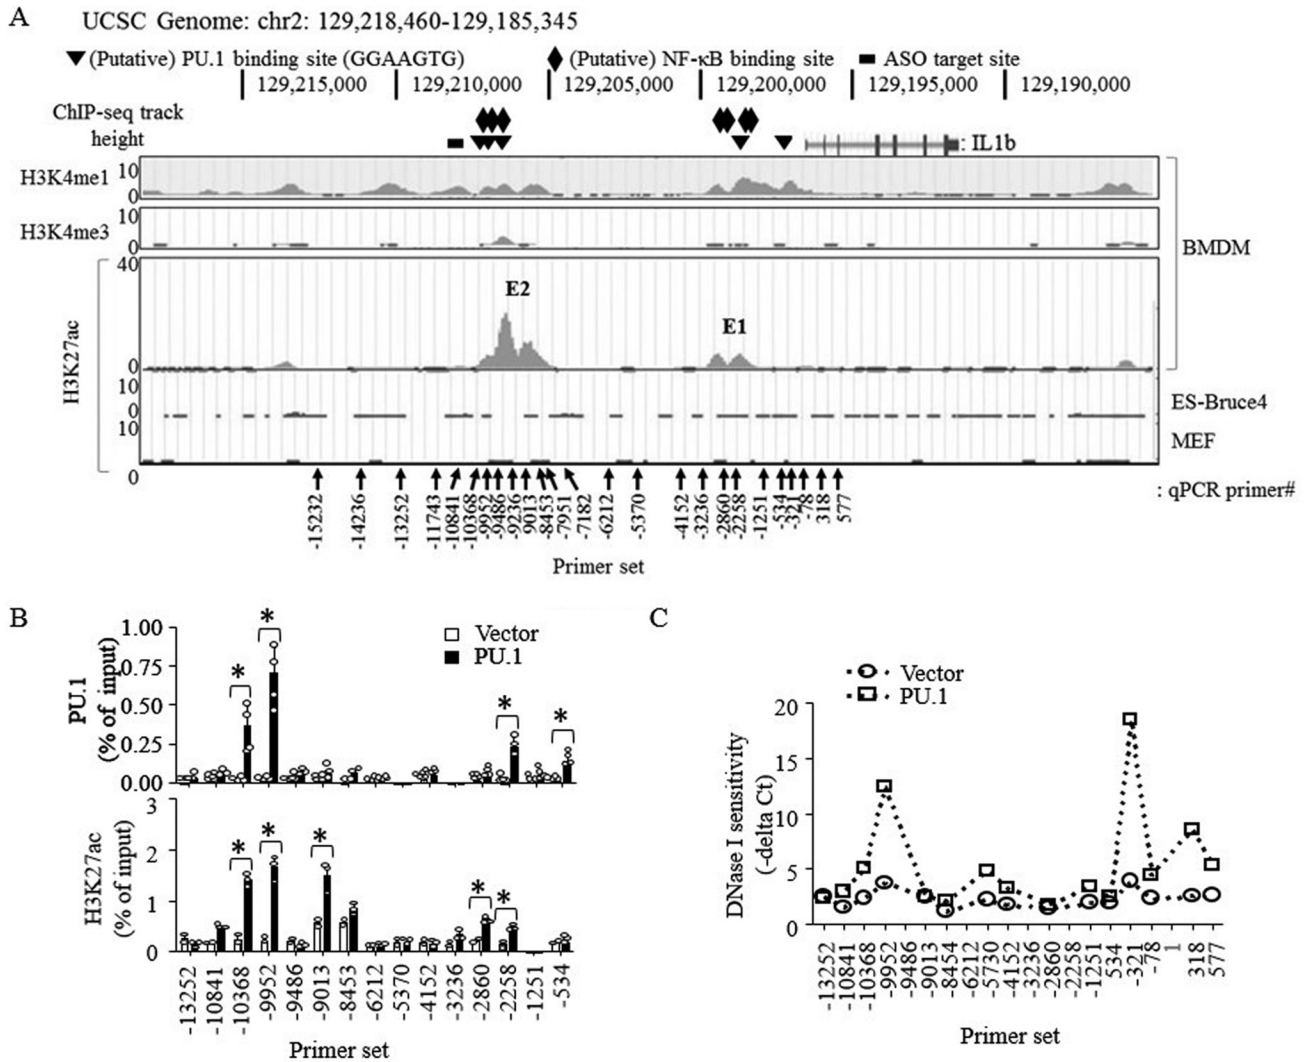 A
UCSC Genome: chr2: 129,218,460-129,185,345
(Putative) PU.1 binding site (GGAAGTG) (Putative) NF-κB binding site ASO target site
129,215,000 129,210,000 129,205,000 129,200,000 129,195,000 129,190,000
ChIP-seq track
height
: IL1b
H3K4me1 10 0
H3K4me3 10 0
BMDM
H3K27ac
40
E2
E1
0
10
0
ES-Bruce4
10
MEF
0
: qPCR primer#
-15232 -14236 -13252 -11743 -10841 -10368 -9952 -9486 -9236 9013 -8453 -7951 -7182 -6212 -5370 -4152 -3236 -2860 -2258 -1251 -534 -321 -78 318 577
Primer set
B
PU.1
(% of input)
1.00
0.75
0.50
0.25
0.00
* * * *
Vector
PU.1
H3K27ac
(% of input)
3
2
1
0
* * * * *
-13252 -10841 -10368 -9952 -9486 -9013 -8453 -6212 -5370 -4152 -3236 -2860 -2258 -1251 -534
Primer set
C
Vector
PU.1
DNase I sensitivity
(-delta Ct)
20
15
10
5
0
-13252 -10841 -10368 -9952 -9486 -9013 -8454 -6212 -5730 -4152 -3236 -2860 -2258 -1251 534 -321 -78 1 318 577
Primer set